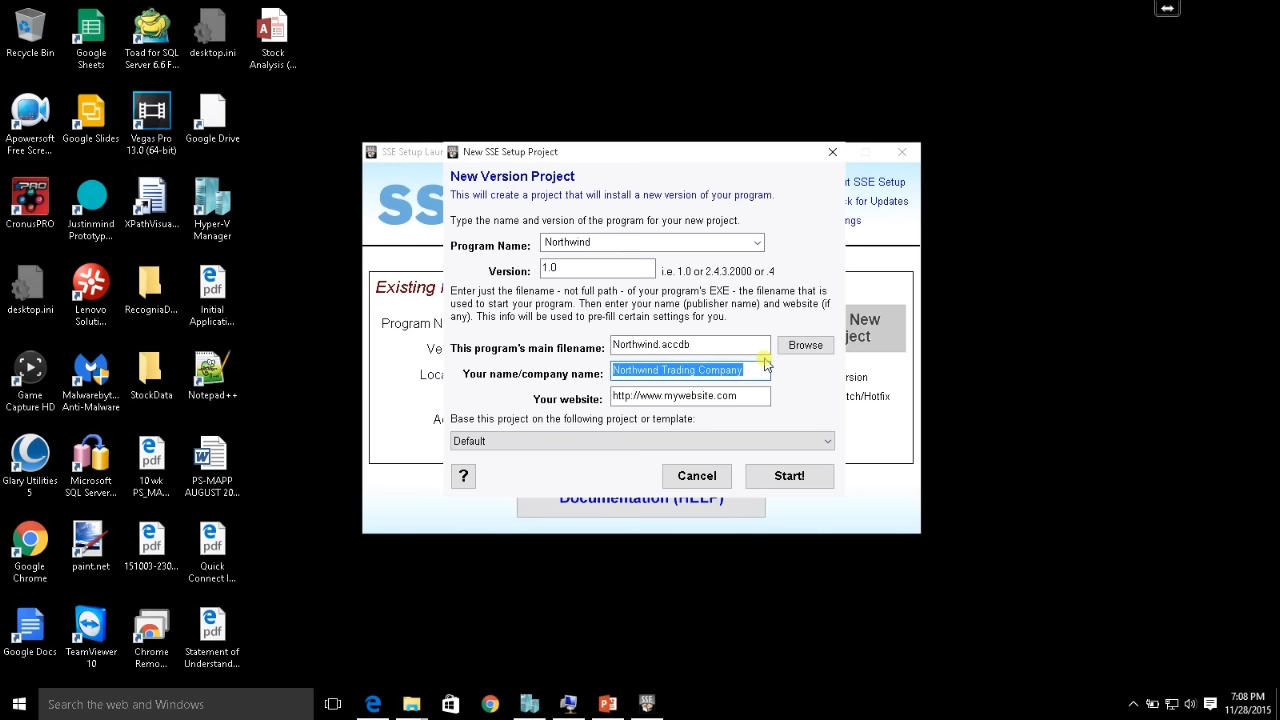 Recycle Bin
Google Sheets
Toad for SQL Server 6.6 F...
desktop.ini
Stock Analysis (...
Apowersoft Free Scre...
Google Slides
Vegas Pro 13.0 (64-bit)
Google Drive
CronusPRO
Justinmind Prototyp...
XPathVisua...
Hyper-V Manager
desktop.ini
Lenovo Soluti...
RecogniaD...
Initial Applicati...
Game Capture HD
Malwarebyt... Anti-Malware
StockData
Notepad++
Glary Utilities 5
Microsoft SQL Server...
10 wk PS_MA...
PS-MAPP AUGUST 20...
Google Chrome
paint.net
151003-230...
Quick Connect I...
Google Docs
TeamViewer 10
Chrome Remo...
Statement of Understand...
SSE Setup Laun
New SSE Setup Project
SS
t SSE Setup
k for Updates
ngs
Existing
Program N
Ve
Loca
A
New
ject
ersion
tch/Hotfix
New Version Project
This will create a project that will install a new version of your program.
Type the name and version of the program for your new project.
Program Name: Northwind
Version: 1.0 i.e. 1.0 or 2.4.3.2000 or .4
Enter just the filename - not full path - of your program's EXE - the filename that is
used to start your program. Then enter your name (publisher name) and website (if
any). This info will be used to pre-fill certain settings for you.
This program's main filename: Northwind.accdb Browse
Your name/company name: Northwind Trading Company
Your website: http://www.mywebsite.com
Base this project on the following project or template:
Default
? Cancel Start!
Documentation (HELP)
Search the web and Windows
7:08 PM
11/28/2015